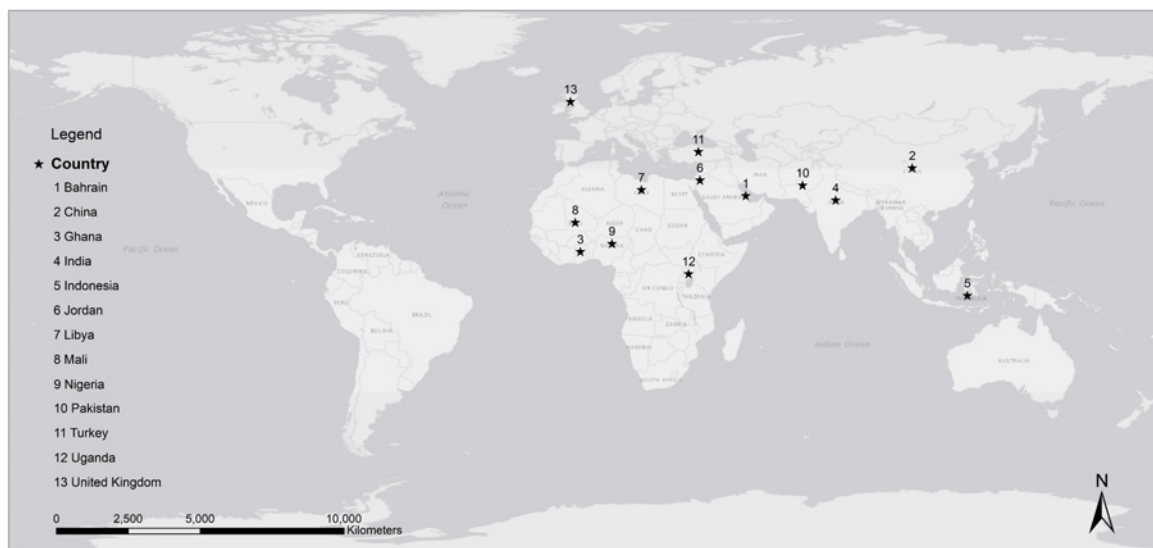 13
Legend
★ Country
1 Bahrain
2 China
3 Ghana
4 India
5 Indonesia
6 Jordan
7 Libya
8 Mali
9 Nigeria
10 Pakistan
11 Turkey
12 Uganda
13 United Kingdom
0 2,500 5,000 10,000
Kilometers
11
2
6
10
7
1
4
8
9
3
12
5
N
Atlantic
Ocean
Pacific Ocean
Pacific Ocean
Indian Ocean
MÉXICO
VENEZUELA
COLOMBIA
PERU
BRAZIL
BOLIVIA
ALGERIA
EGYPT
SAUDI ARABIA
IRAN
NIGER
CHAD
SUDAN
ETHIOPIA
DR CONGO
TANZANIA
ANGOLA
ZAMBIA
NAMIBIA
SOUTH AFRICA
MYANMAR
BURMA
AUSTRALIA